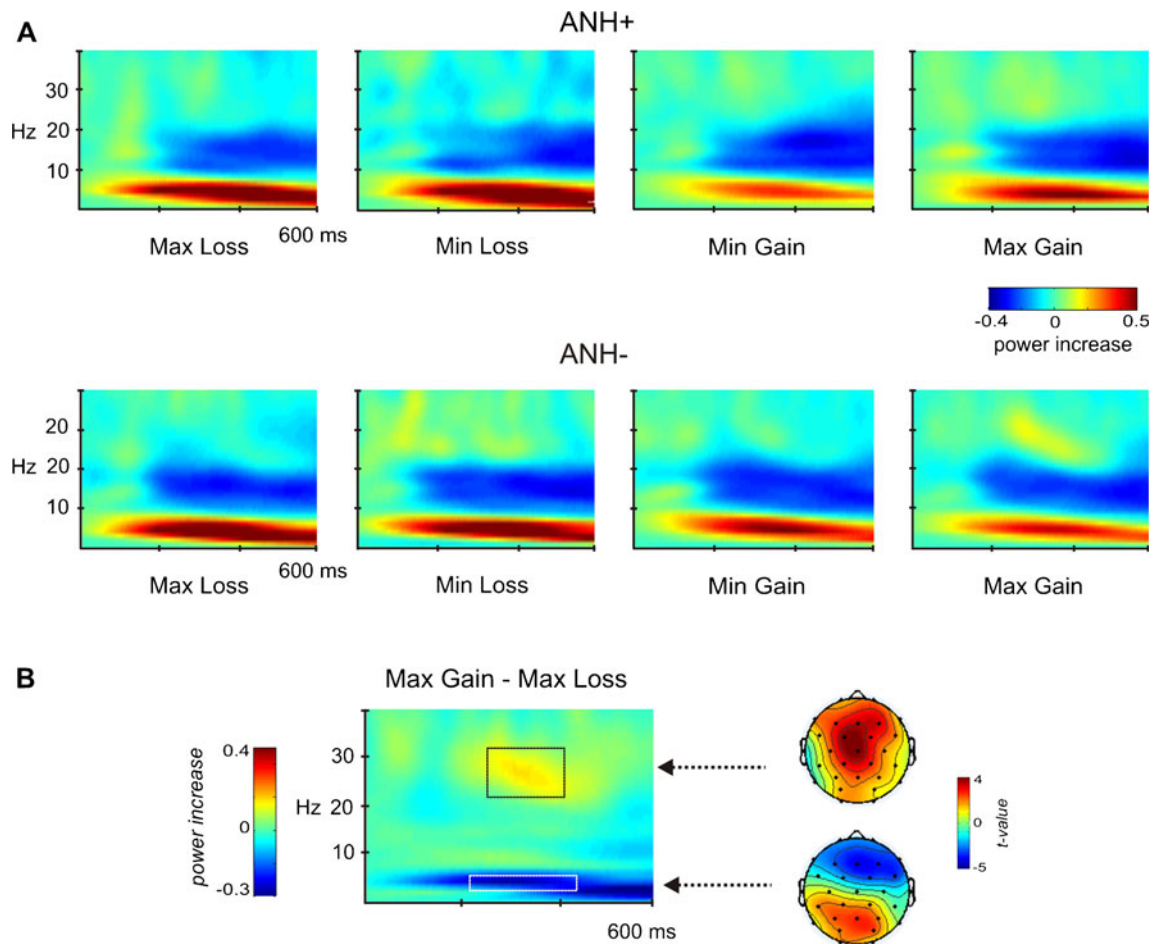 A
ANH+
30
Hz
20
10
Max Loss
600 ms
Min Loss
Min Gain
Max Gain
-0.4
0
0.5
power increase
ANH-
20
Hz
20
10
Max Loss
600 ms
Min Loss
Min Gain
Max Gain
B
Max Gain - Max Loss
power increase
0.4
0
-0.3
30
Hz
20
10
600 ms
4
-5
t-value